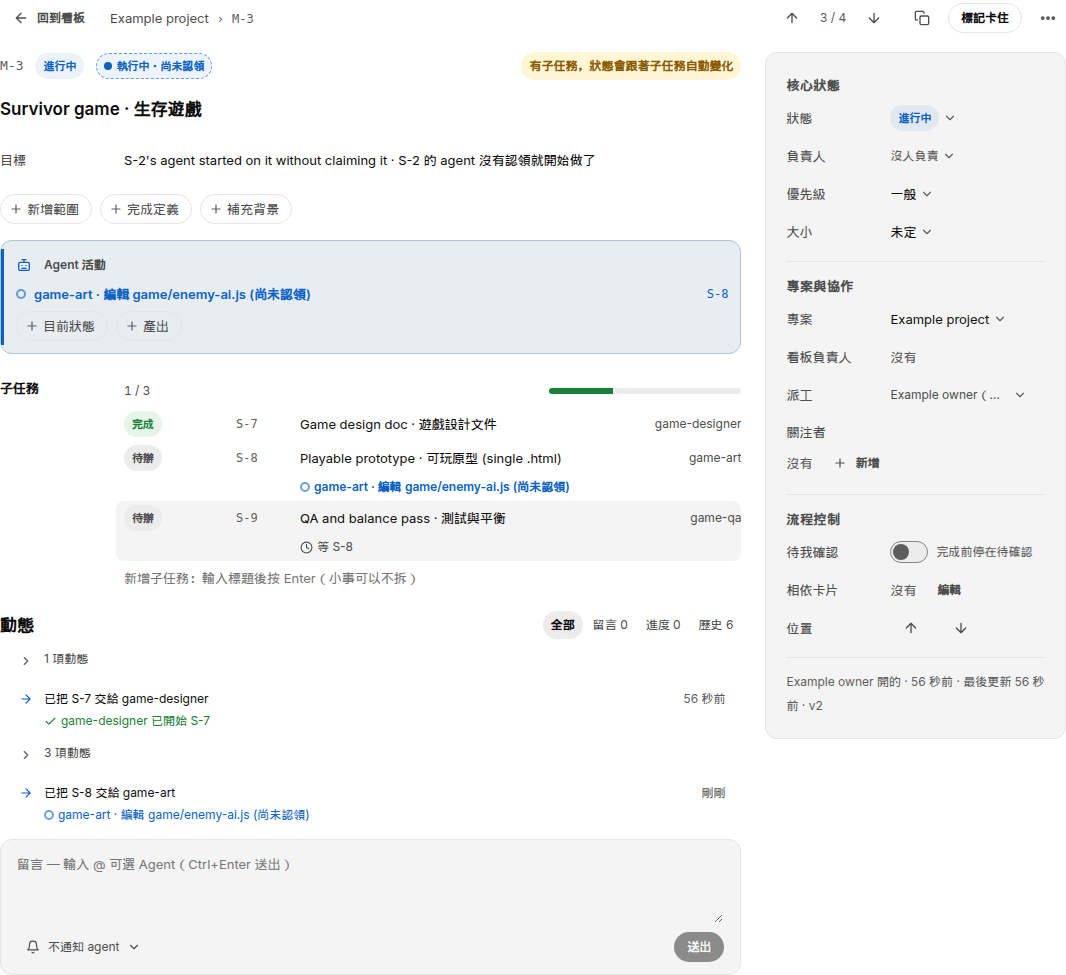 回到看板 Example project › M-3 3 / 4 標記卡住
M-3 進行中 執行中·尚未認領 有子任務，狀態會跟著子任務自動變化
Survivor game · 生存遊戲
目標 S-2's agent started on it without claiming it · S-2 的 agent 沒有認領就開始做了
+ 新增範圍 + 完成定義 + 補充背景
Agent 活動
game-art · 編輯 game/enemy-ai.js (尚未認領) S-8
+ 目前狀態 + 產出
子任務 1 / 3
完成 S-7 Game design doc · 遊戲設計文件 game-designer
待辦 S-8 Playable prototype · 可玩原型 (single .html) game-art
game-art · 編輯 game/enemy-ai.js (尚未認領)
待辦 S-9 QA and balance pass · 測試與平衡 game-qa
等 S-8
新增子任務：輸入標題後按 Enter（小事可以不拆）
動態 全部 留言 0 進度 0 歷史 6
1 項動態
已把 S-7 交給 game-designer 56 秒前
game-designer 已開始 S-7
3 項動態
已把 S-8 交給 game-art 剛剛
game-art · 編輯 game/enemy-ai.js (尚未認領)
留言 — 輸入 @ 可選 Agent（Ctrl+Enter 送出）
不通知 agent 送出
核心狀態
狀態 進行中
負責人 沒人負責
優先級 一般
大小 未定
專案與協作
專案 Example project
看板負責人 沒有
派工 Example owner (...
關注者
沒有 + 新增
流程控制
待我確認 完成前停在待確認
相依卡片 沒有 編輯
位置
Example owner 開的 · 56 秒前 · 最後更新 56 秒
前 · v2